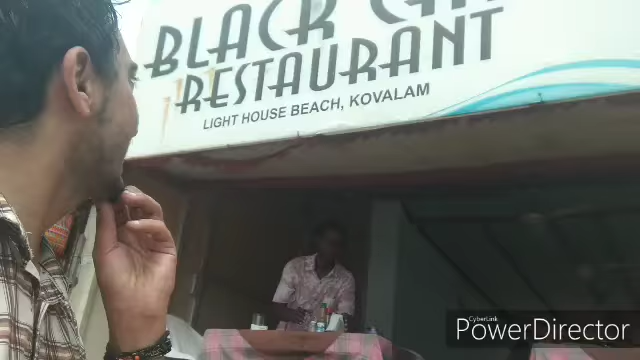 BLACK
RESTAURANT
LIGHT HOUSE BEACH, KOVALAM
CyberLink
PowerDirector